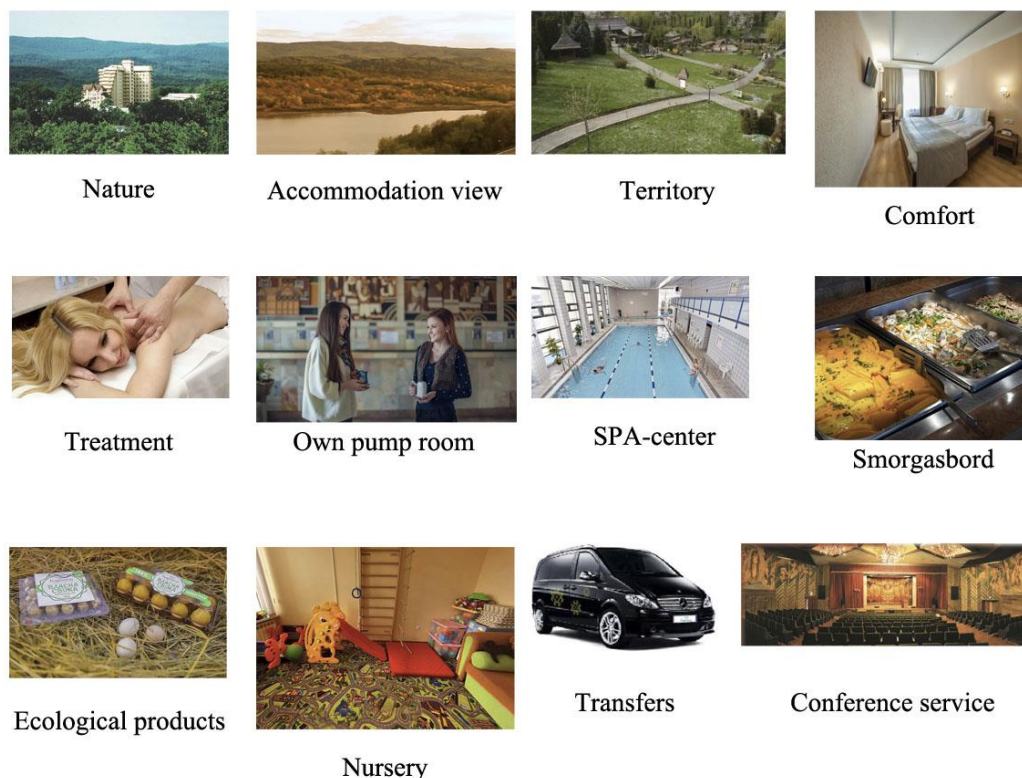 Nature
Accommodation view
Territory
Comfort
Treatment
Own pump room
SPA-center
Smorgasbord
Ecological products
Nursery
Transfers
Conference service